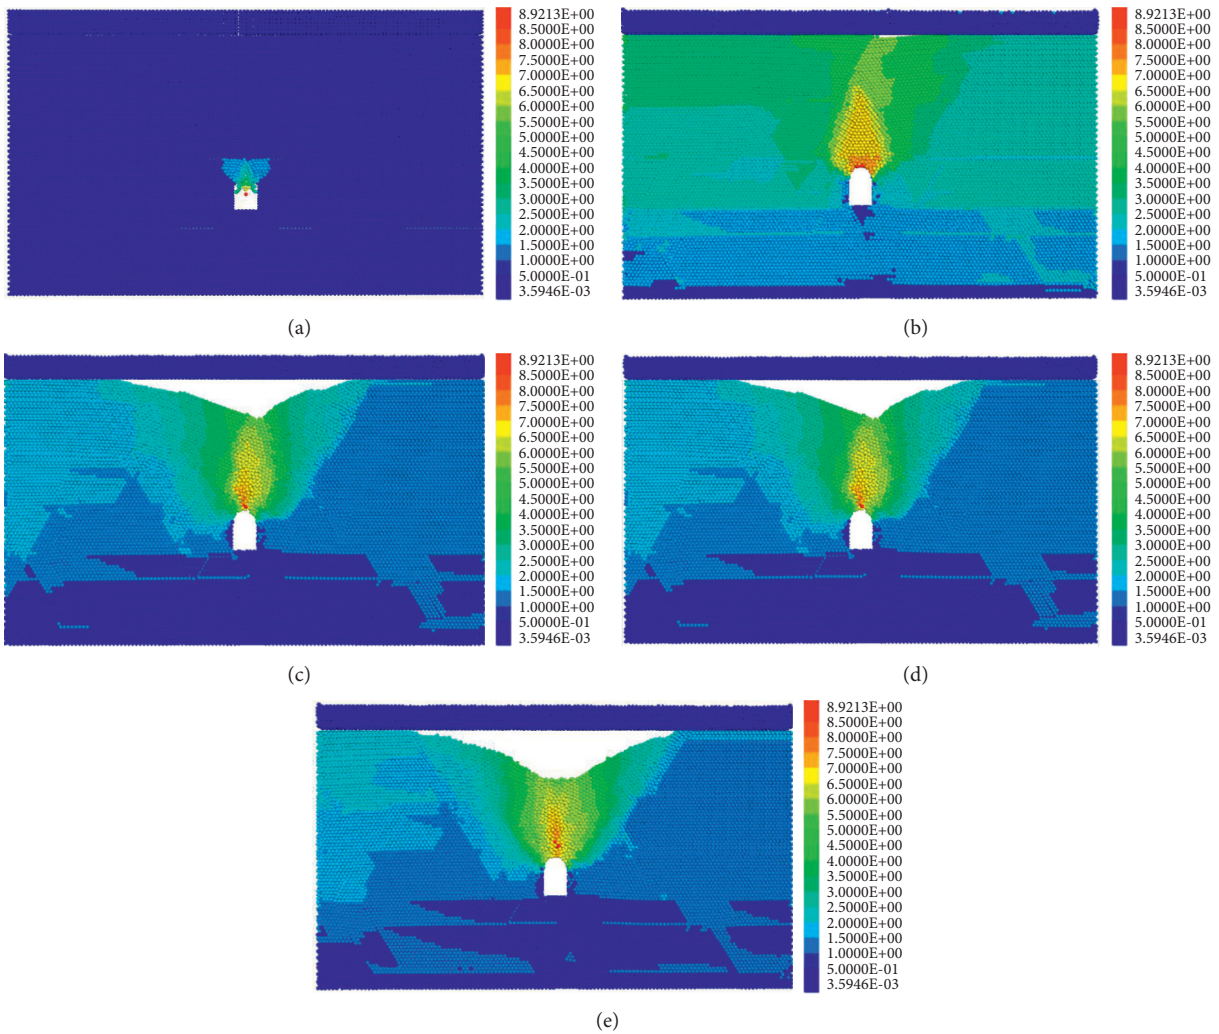 8.9213E+00
8.5000E+00
8.0000E+00
7.5000E+00
7.0000E+00
6.5000E+00
6.0000E+00
5.5000E+00
5.0000E+00
4.5000E+00
4.0000E+00
3.5000E+00
3.0000E+00
2.5000E+00
2.0000E+00
1.5000E+00
1.0000E+00
5.0000E-01
3.5946E-03
(a)
8.9213E+00
8.5000E+00
8.0000E+00
7.5000E+00
7.0000E+00
6.5000E+00
6.0000E+00
5.5000E+00
5.0000E+00
4.5000E+00
4.0000E+00
3.5000E+00
3.0000E+00
2.5000E+00
2.0000E+00
1.5000E+00
1.0000E+00
5.0000E-01
3.5946E-03
(b)
8.9213E+00
8.5000E+00
8.0000E+00
7.5000E+00
7.0000E+00
6.5000E+00
6.0000E+00
5.5000E+00
5.0000E+00
4.5000E+00
4.0000E+00
3.5000E+00
3.0000E+00
2.5000E+00
2.0000E+00
1.5000E+00
1.0000E+00
5.0000E-01
3.5946E-03
(c)
8.9213E+00
8.5000E+00
8.0000E+00
7.5000E+00
7.0000E+00
6.5000E+00
6.0000E+00
5.5000E+00
5.0000E+00
4.5000E+00
4.0000E+00
3.5000E+00
3.0000E+00
2.5000E+00
2.0000E+00
1.5000E+00
1.0000E+00
5.0000E-01
3.5946E-03
(d)
8.9213E+00
8.5000E+00
8.0000E+00
7.5000E+00
7.0000E+00
6.5000E+00
6.0000E+00
5.5000E+00
5.0000E+00
4.5000E+00
4.0000E+00
3.5000E+00
3.0000E+00
2.5000E+00
2.0000E+00
1.5000E+00
1.0000E+00
5.0000E-01
3.5946E-03
(e)